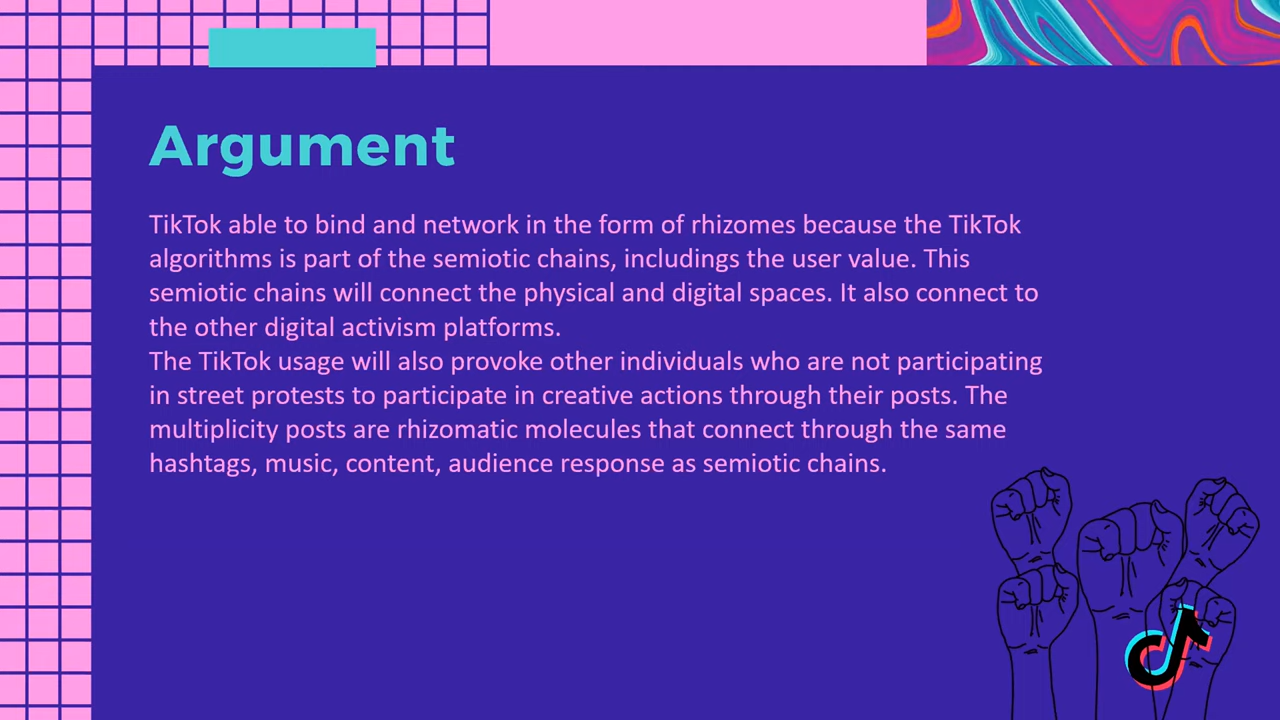 Argument
TikTok able to bind and network in the form of rhizomes because the TikTok
algorithms is part of the semiotic chains, includings the user value. This
semiotic chains will connect the physical and digital spaces. It also connect to
the other digital activism platforms.
The TikTok usage will also provoke other individuals who are not participating
in street protests to participate in creative actions through their posts. The
multiplicity posts are rhizomatic molecules that connect through the same
hashtags, music, content, audience response as semiotic chains.